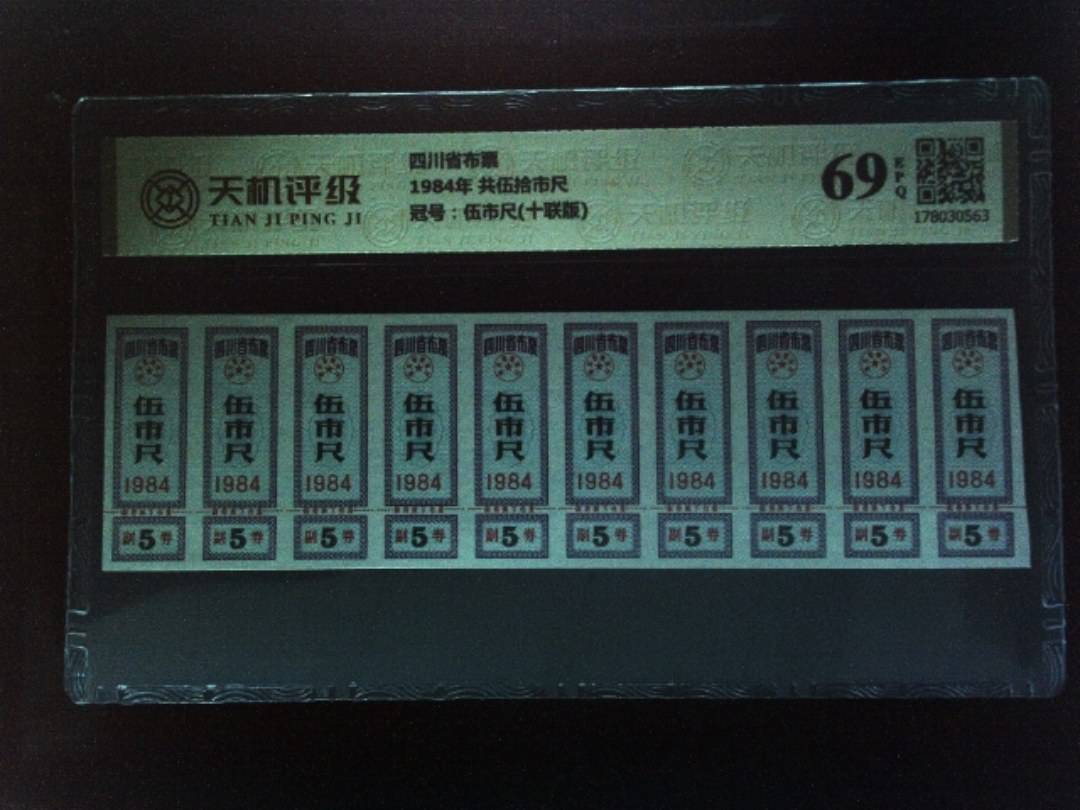 天机评级
TIAN JI PING JI
四川省布票
1984年 共伍拾市尺
冠号：伍市尺(十联版)
69
EPQ
178030563
四川省布票 四川省布票 四川省布票 四川省布票 四川省布票 四川省布票 四川省布票 四川省布票 四川省布票 四川省布票
伍市尺 伍市尺 伍市尺 伍市尺 伍市尺 伍市尺 伍市尺 伍市尺 伍市尺 伍市尺
1984 1984 1984 1984 1984 1984 1984 1984 1984 1984
副5券 副5券 副5券 副5券 副5券 副5券 副5券 副5券 副5券 副5券